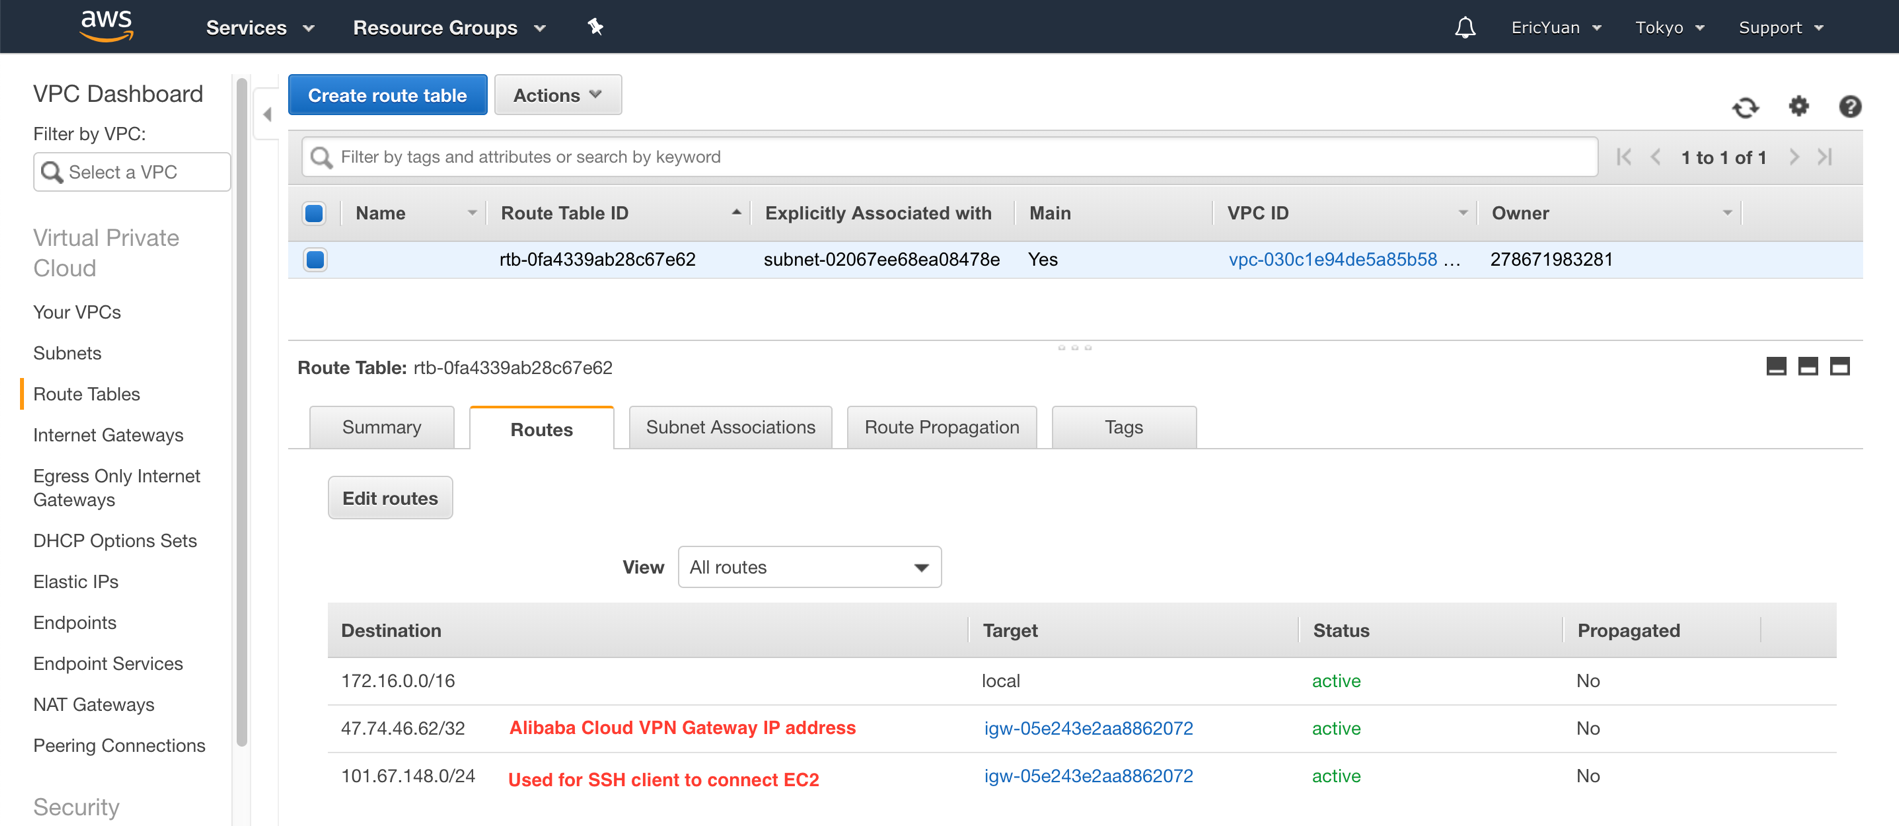 aws Services Resource Groups EricYuan Tokyo Support
VPC Dashboard
Filter by VPC:
Select a VPC
Virtual Private
Cloud
Your VPCs
Subnets
Route Tables
Internet Gateways
Egress Only Internet
Gateways
DHCP Options Sets
Elastic IPs
Endpoints
Endpoint Services
NAT Gateways
Peering Connections
Security
Create route table Actions
Filter by tags and attributes or search by keyword 1 to 1 of 1
Name Route Table ID Explicitly Associated with Main VPC ID Owner
rtb-0fa4339ab28c67e62 subnet-02067ee68ea08478e Yes vpc-030c1e94de5a85b58 ... 278671983281
Route Table: rtb-0fa4339ab28c67e62
Summary Routes Subnet Associations Route Propagation Tags
Edit routes
View All routes
Destination Target Status Propagated
172.16.0.0/16 local active No
47.74.46.62/32 Alibaba Cloud VPN Gateway IP address igw-05e243e2aa8862072 active No
101.67.148.0/24 Used for SSH client to connect EC2 igw-05e243e2aa8862072 active No